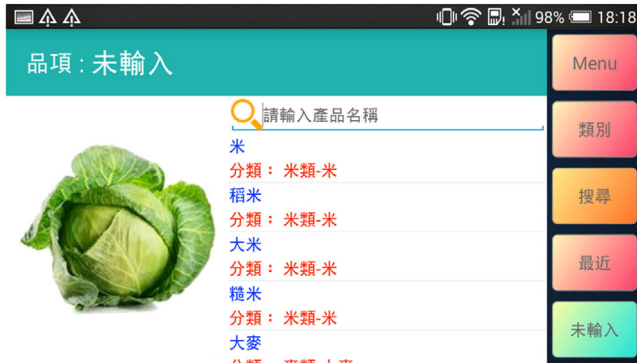 98% 18:18
品項 : 未輸入
請輸入產品名稱
米
分類： 米類-米
稻米
分類： 米類-米
大米
分類： 米類-米
糙米
分類： 米類-米
大麥
Menu
類別
搜尋
最近
未輸入